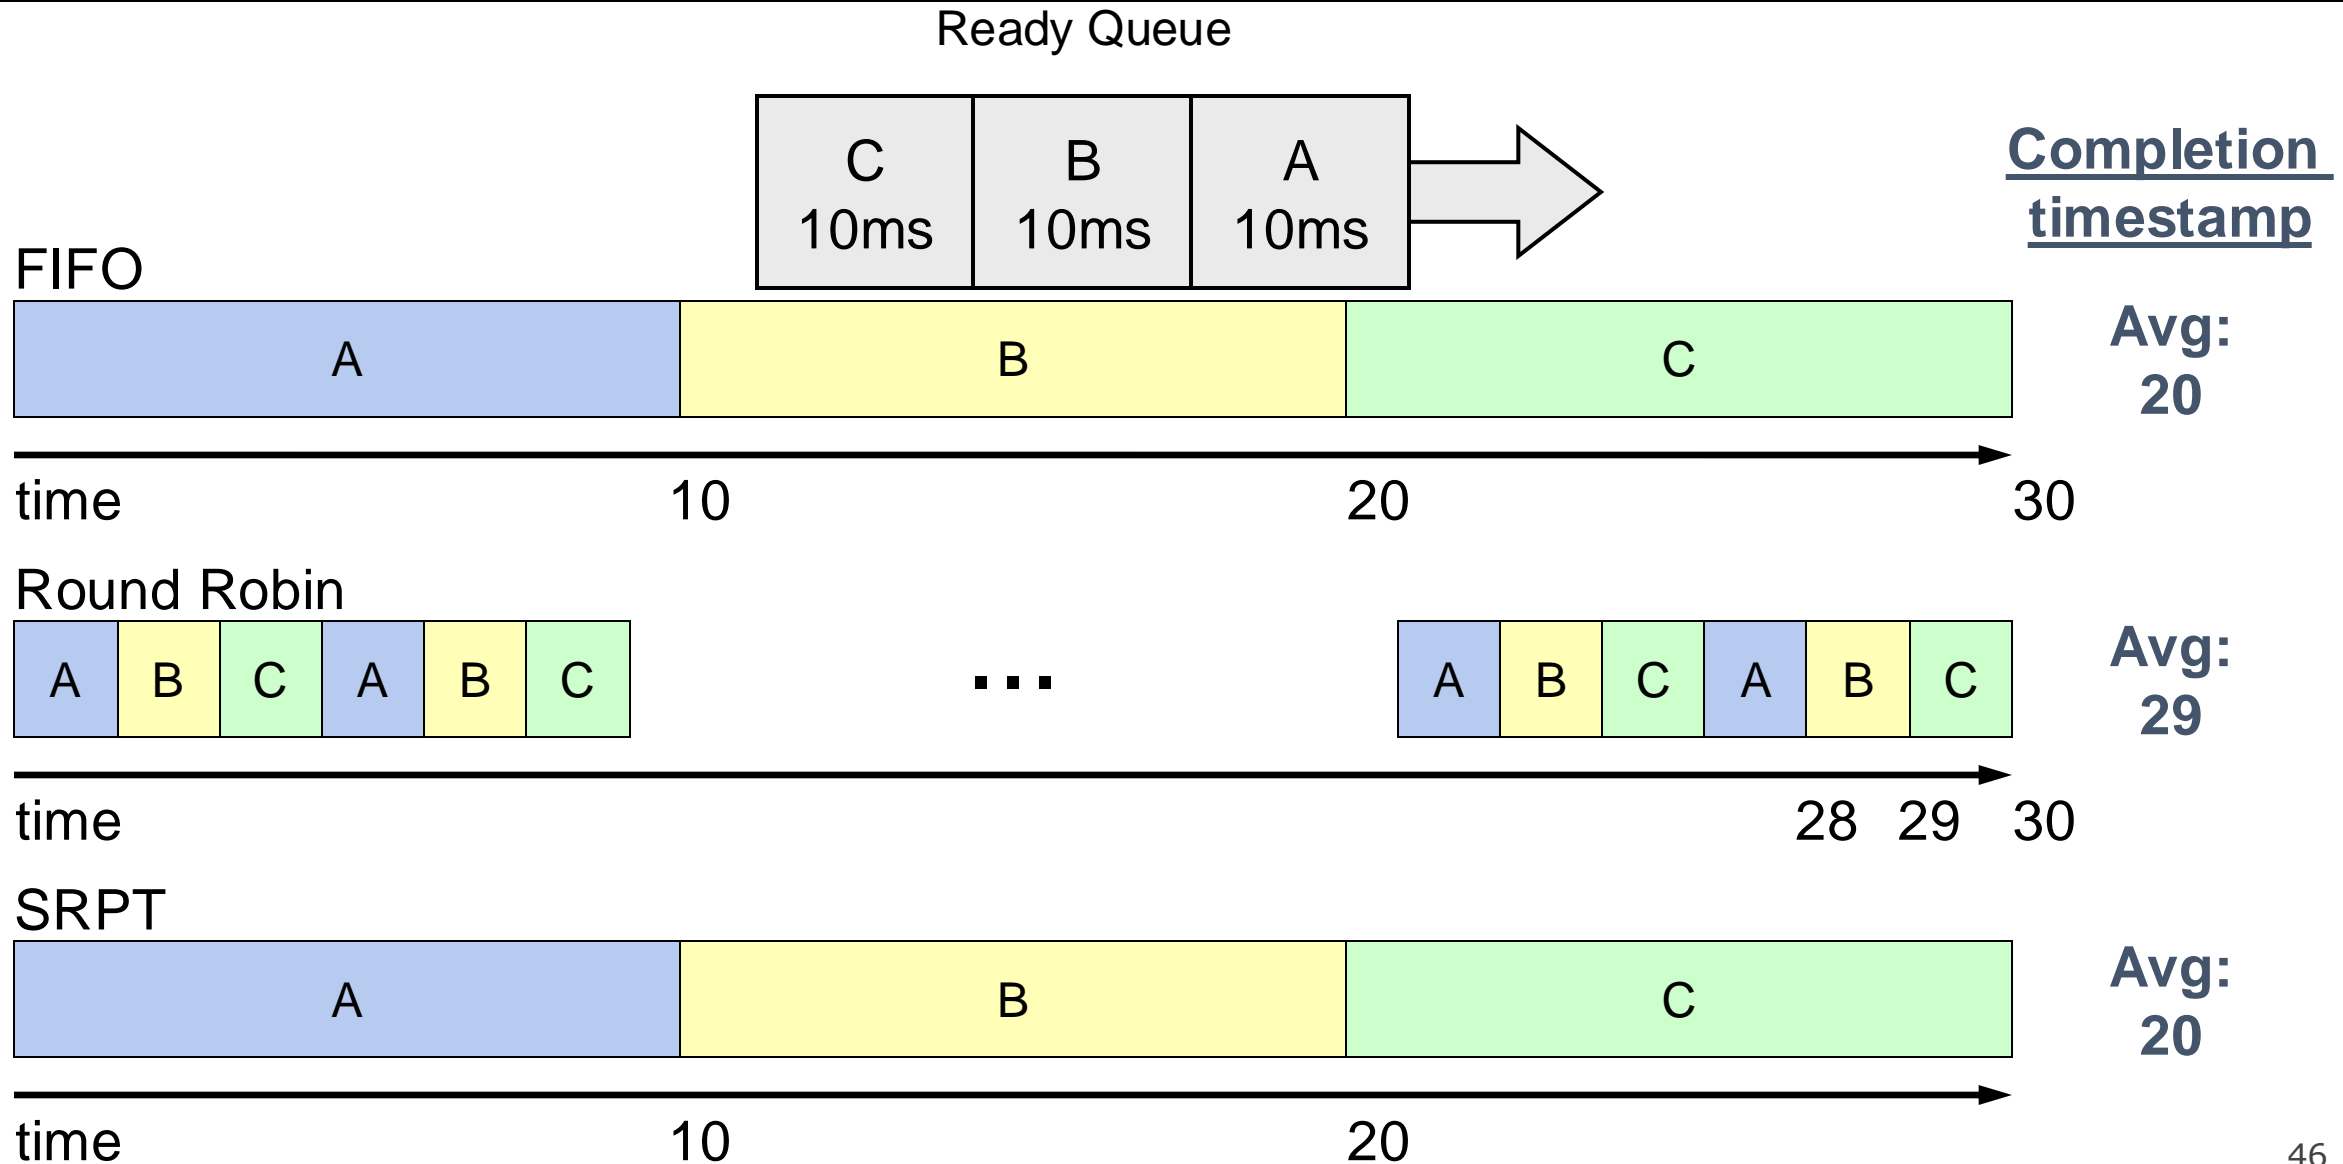 Ready Queue
C B A
10ms 10ms 10ms
Completion
timestamp
FIFO
A B C
Avg:
20
time 10 20 30
Round Robin
A B C A B C ... A B C A B C
Avg:
29
time 28 29 30
SRPT
A B C
Avg:
20
time 10 20
46